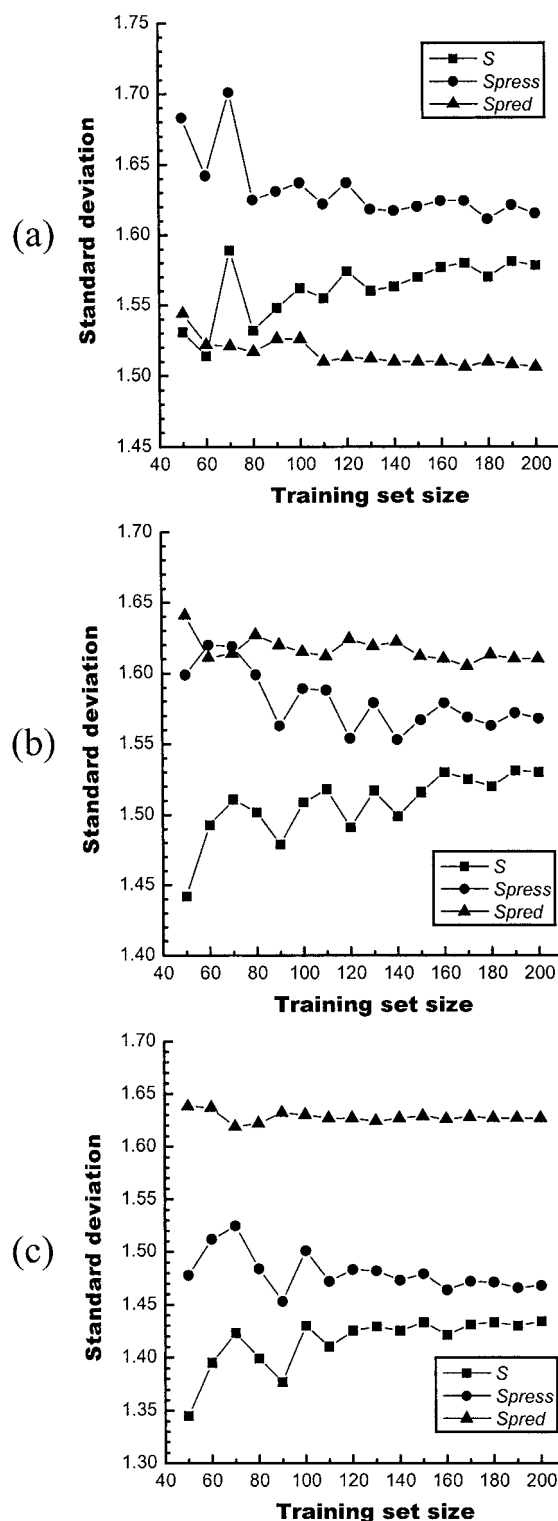 (a)
Standard deviation
1.75
1.70
1.65
1.60
1.55
1.50
1.45
S
Spress
Spred
40 60 80 100 120 140 160 180 200
Training set size
(b)
Standard deviation
1.70
1.65
1.60
1.55
1.50
1.45
1.40
S
Spress
Spred
40 60 80 100 120 140 160 180 200
Training set size
(c)
Standard deviation
1.70
1.65
1.60
1.55
1.50
1.45
1.40
1.35
1.30
S
Spress
Spred
40 60 80 100 120 140 160 180 200
Training set size